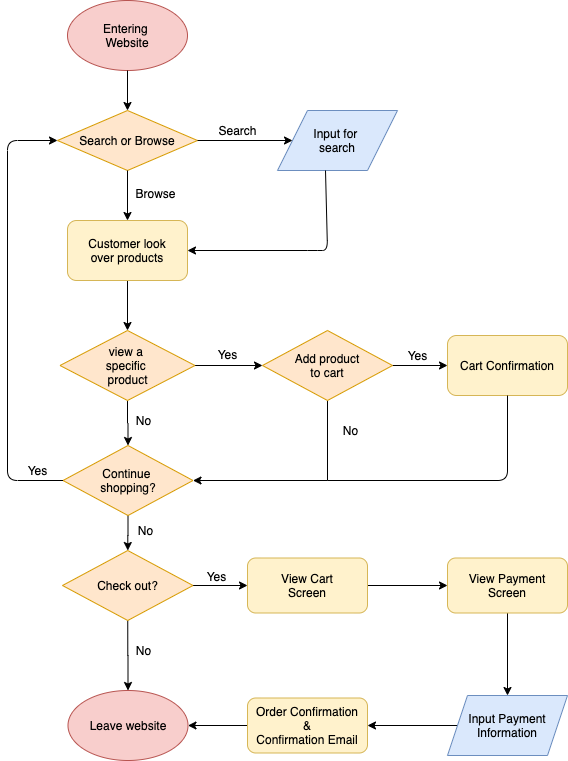 Entering
Website
Search or Browse
Search
Input for
search
Browse
Customer look
over products
view a
specific
product
Yes
Add product
to cart
Yes
Cart Confirmation
No
No
Yes
Continue
shopping?
No
Check out?
Yes
View Cart
Screen
View Payment
Screen
No
Leave website
Order Confirmation
&
Confirmation Email
Input Payment
Information